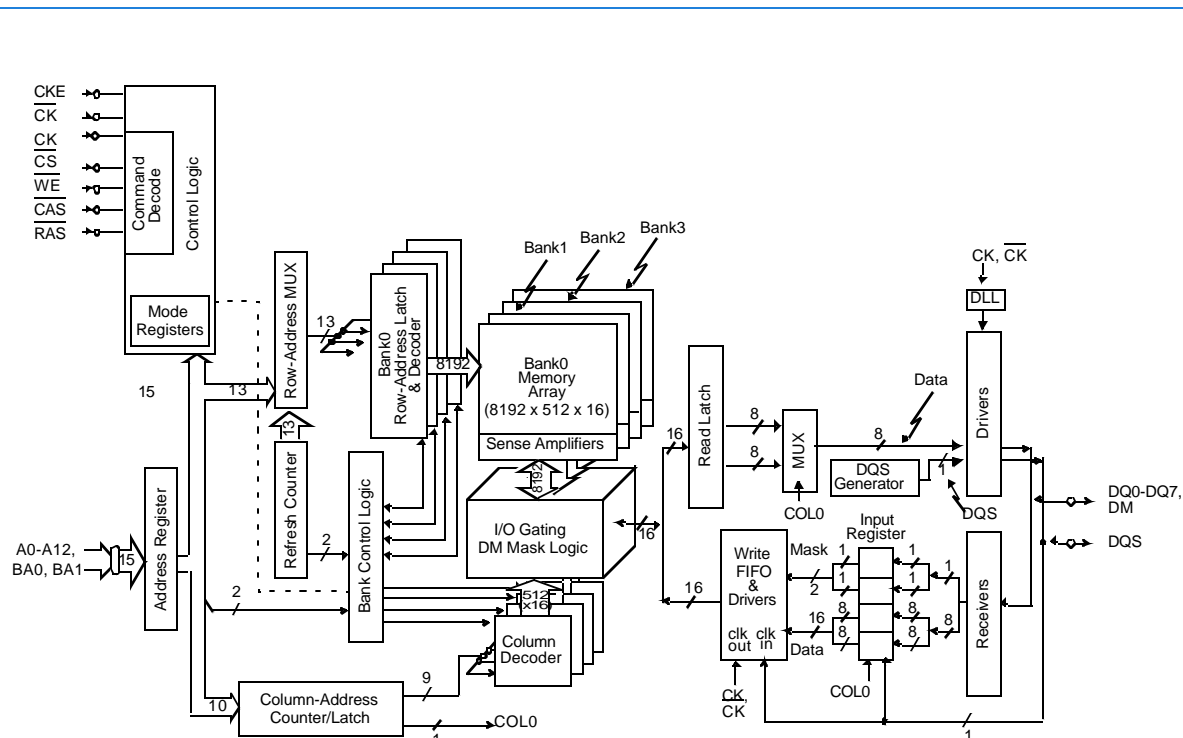 CKE
CK
CK
CS
WE
CAS
RAS
Command
Decode
Control Logic
Mode
Registers
15
13
Row-Address MUX
13
Refresh Counter
13
Bank0
Row-Address Latch
& Decoder
8192
Bank1
Bank2
Bank3
Bank0
Memory
Array
(8192 x 512 x 16)
Sense Amplifiers
8192
I/O Gating
DM Mask Logic
16
2
Bank Control Logic
2
512
x16)
Column
Decoder
9
A0-A12,
BA0, BA1
15
Address Register
10
Column-Address
Counter/Latch
1
COL0
16
Read Latch
8
8
MUX
COL0
8
Data
DQS
Generator
1
DQS
CK, CK
DLL
Drivers
DQ0-DQ7,
DM
DQS
16
Write
FIFO
&
Drivers
clk
out
clk
in
CK,
CK
Mask
2
16
Data
Input
Register
1
1
8
8
1
1
8
8
1
8
COL0
Receivers
1